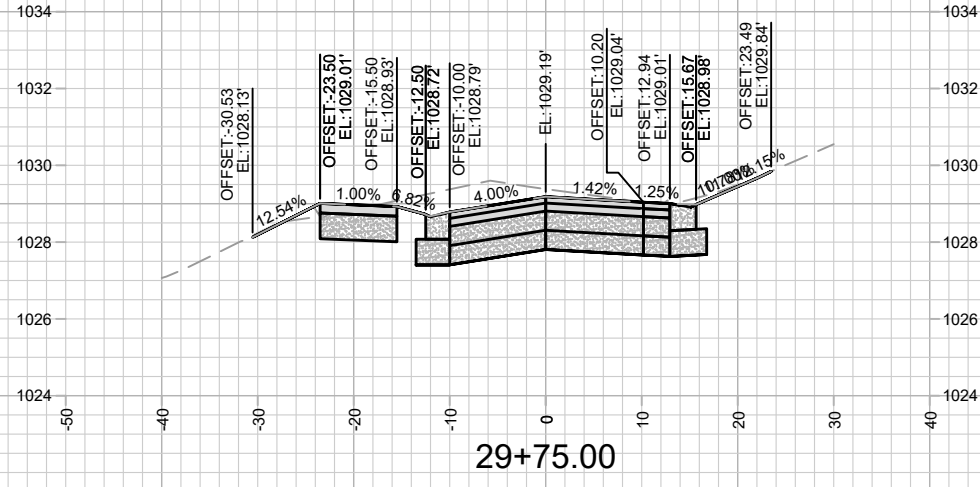 1034
1034
1032
1032
1030
1030
1028
1028
1026
1026
1024
1024
OFFSET:-30.53
EL:1028.13'
OFFSET:-23.50
EL:1029.01'
OFFSET:-15.50
EL:1028.93'
OFFSET:-12.50
EL:1028.72'
OFFSET:-10.00
EL:1028.79'
EL:1029.19'
OFFSET:10.20
EL:1029.04'
OFFSET:12.94
EL:1029.01'
OFFSET:15.67
EL:1028.98'
OFFSET:23.49
EL:1029.84'
12.54%
1.00%
6.82%
4.00%
1.42%
1.25%
-50
-40
-30
-20
-10
0
10
20
30
40
29+75.00